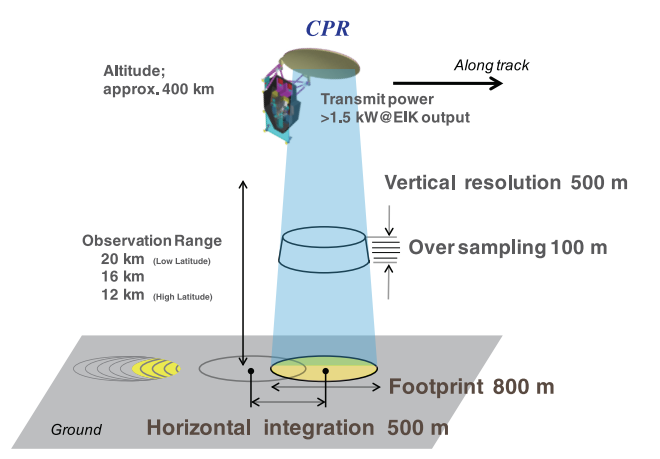 CPR
Altitude;
approx. 400 km
Along track
Transmit power
>1.5 kW@EIK output
Vertical resolution 500 m
Observation Range
20 km (Low Latitude)
16 km
12 km (High Latitude)
Over sampling 100 m
Footprint 800 m
Ground
Horizontal integration 500 m